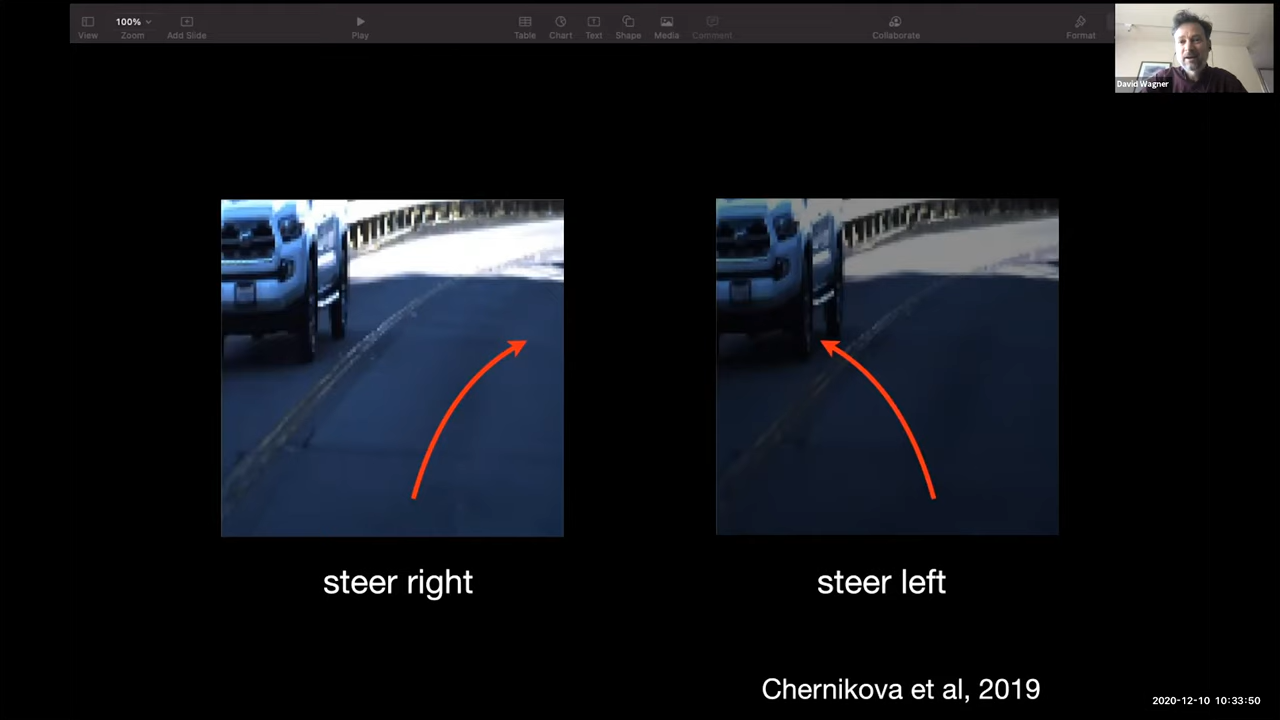 100%
View
Zoom
Add Slide
Play
Table
Chart
Text
Shape
Media
Comment
Collaborate
Format
David Wagner
steer right
steer left
Chernikova et al, 2019
2020-12-10 10:33:50